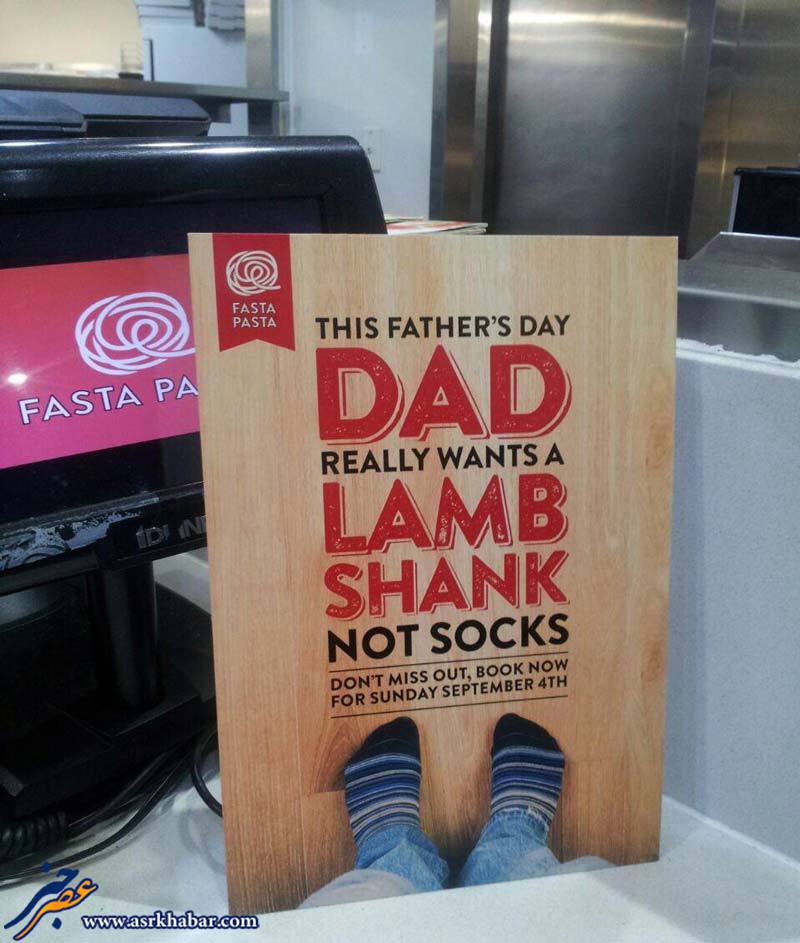 FASTA
PASTA
THIS FATHER'S DAY
DAD
REALLY WANTS A
LAMB
SHANK
NOT SOCKS
DON'T MISS OUT, BOOK NOW
FOR SUNDAY SEPTEMBER 4TH
FASTA PA
عصر خبر
www.asrkhabar.com